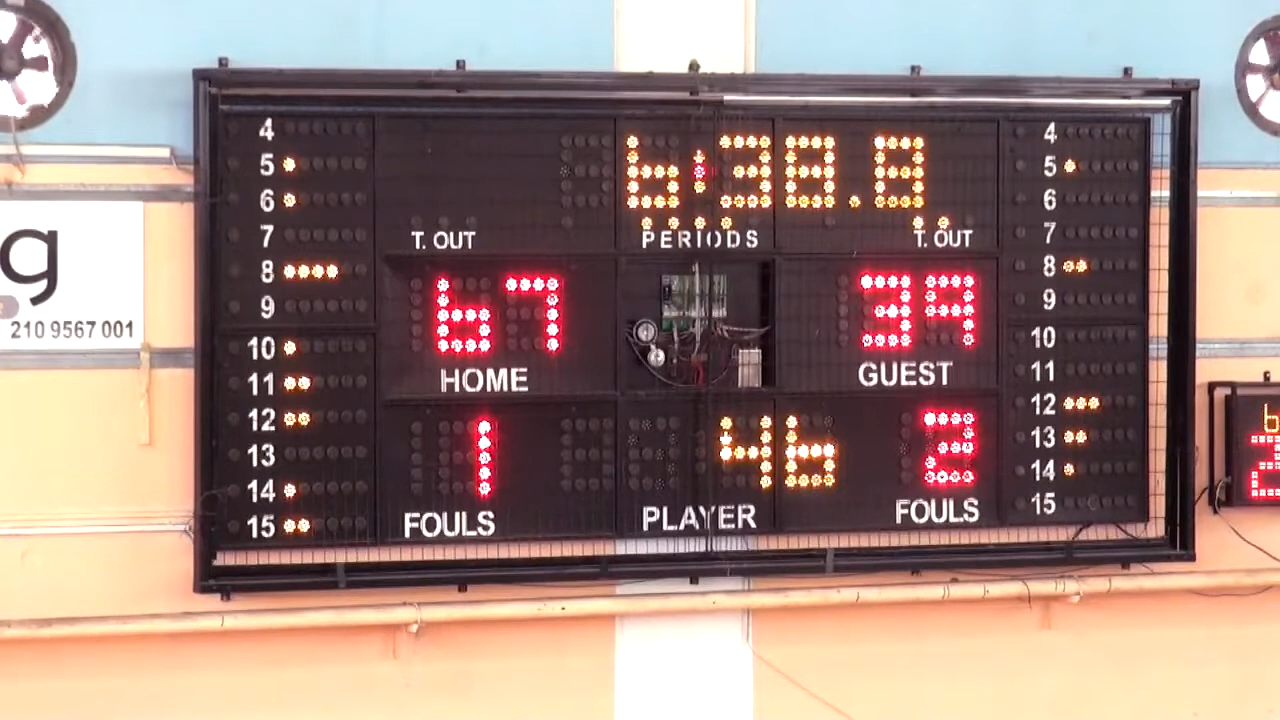 4 4
5 6:38.8 5
6 6
7 T. OUT PERIODS T. OUT 7
8 8
9 67 39 9
10 HOME GUEST 10
11 11
12 12
13 1 46 2 13
14 14
15 FOULS PLAYER FOULS 15
g
210 9567 001
6
2